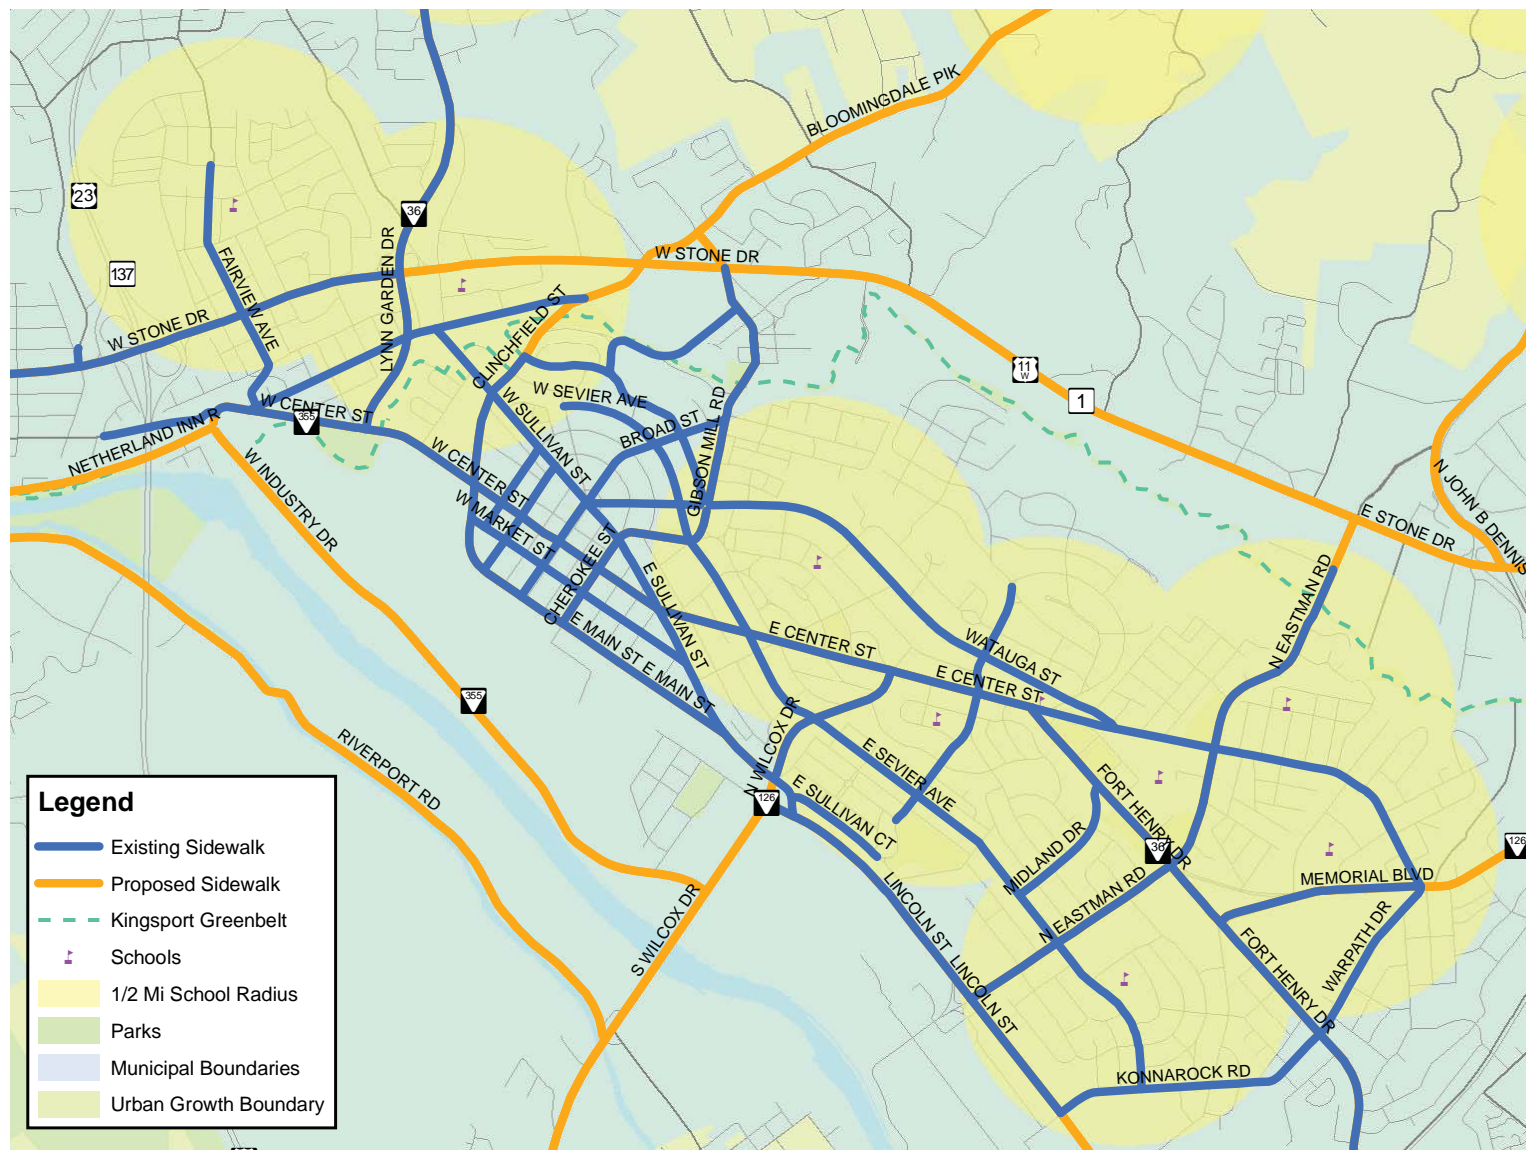 BLOOMINGDALE PIK
23
36
137
W STONE DR
FAIRVIEW AVE
LYNN GARDEN DR
W STONE DR
CLINCHFIELD ST
11
W
1
W SEVIER AVE
W SULLIVAN ST
BROAD ST
GIBSON MILL RD
W CENTER ST
355
NETHERLAND INN R
W INDUSTRY DR
W CENTER ST
W MARKET ST
CHEROKEE ST
N JOHN B DENNIS
E STONE DR
N EASTMAN RD
E SULLIVAN ST
E MAIN ST
E MAIN ST
E CENTER ST
WATAUGA ST
E CENTER ST
355
RIVERPORT RD
N WILCOX DR
126
E SEVIER AVE
E SULLIVAN CT
FORT HENRY DR
36
MIDLAND DR
126
MEMORIAL BLVD
N EASTMAN RD
LINCOLN ST
S WILCOX DR
WARPATH DR
FORT HENRY DR
LINCOLN ST
KONNAROCK RD
Legend
Existing Sidewalk
Proposed Sidewalk
Kingsport Greenbelt
Schools
1/2 Mi School Radius
Parks
Municipal Boundaries
Urban Growth Boundary